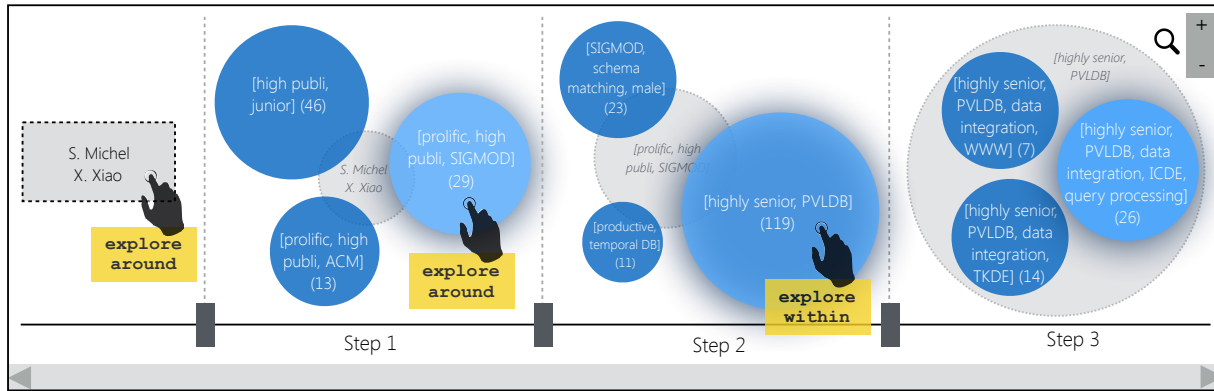 S. Michel
X. Xiao
explore
around
[high publi,
junior] (46)
S. Michel
X. Xiao
[prolific, high
publi, SIGMOD]
(29)
[prolific, high
publi, ACM]
(13)
explore
around
Step 1
[SIGMOD,
schema
matching, male]
(23)
[prolific, high
publi, SIGMOD]
[highly senior, PVLDB]
(119)
[productive,
temporal DB]
(11)
explore
within
Step 2
[highly senior,
PVLDB]
[highly senior,
PVLDB, data
integration,
WWW] (7)
[highly senior,
PVLDB, data
integration, ICDE,
query processing]
(26)
[highly senior,
PVLDB, data
integration,
TKDE] (14)
Step 3
+
-